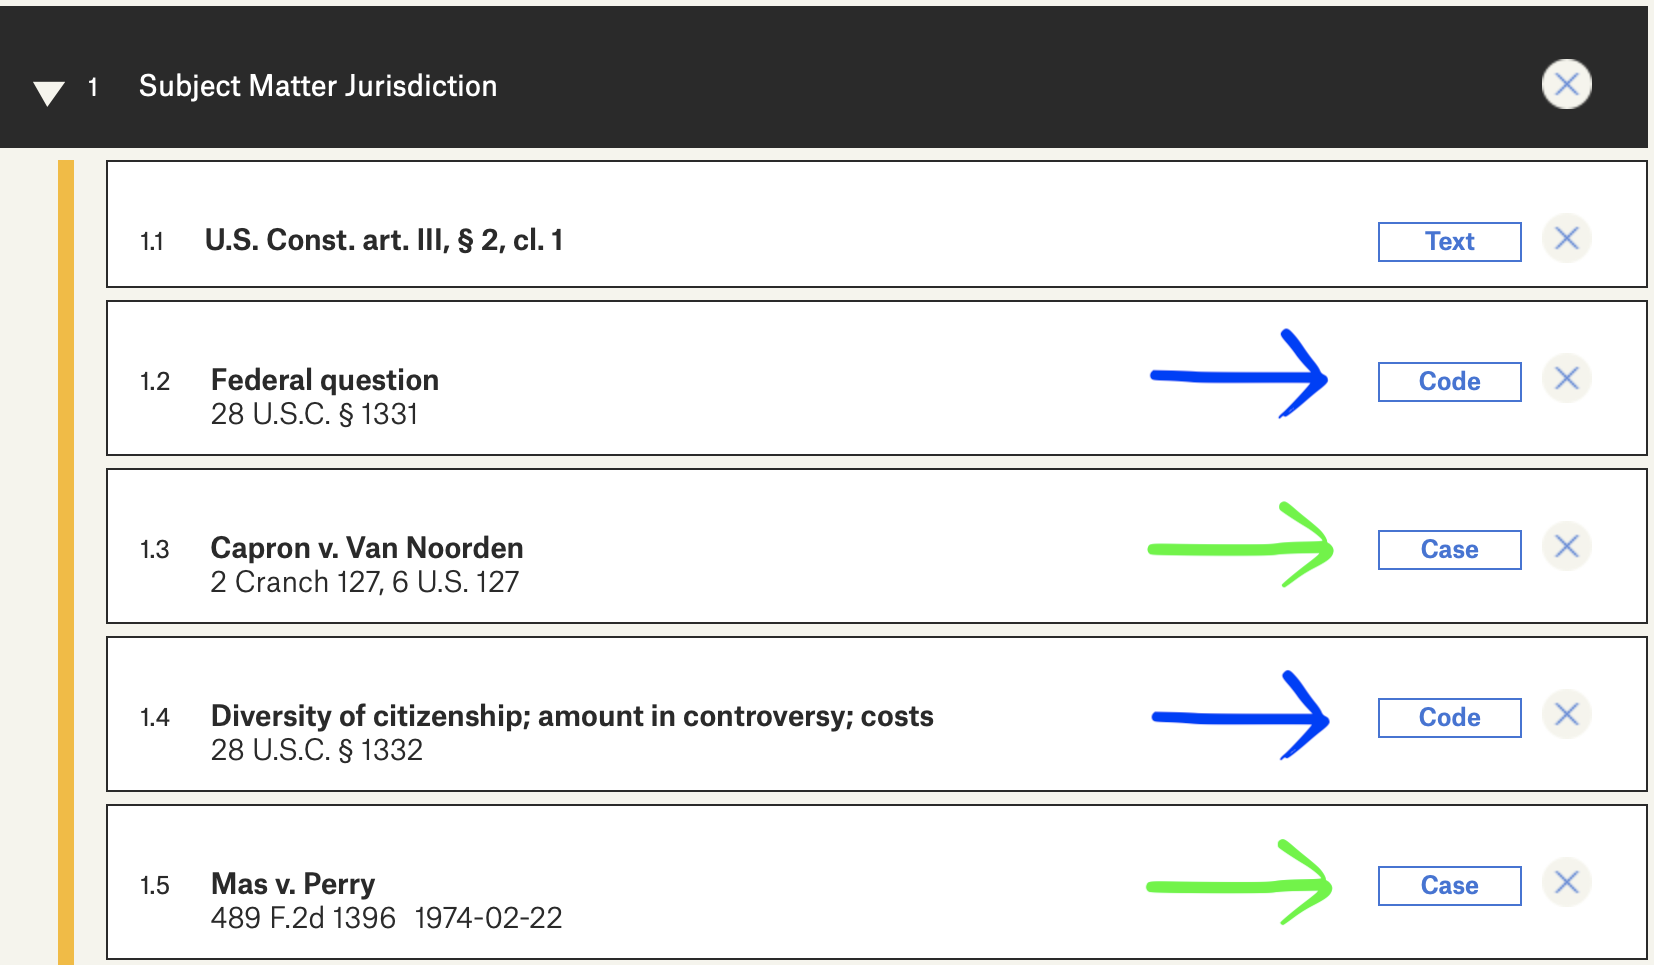 1 Subject Matter Jurisdiction
1.1 U.S. Const. art. III, § 2, cl. 1 Text
1.2 Federal question Code
28 U.S.C. § 1331
1.3 Capron v. Van Noorden Case
2 Cranch 127, 6 U.S. 127
1.4 Diversity of citizenship; amount in controversy; costs Code
28 U.S.C. § 1332
1.5 Mas v. Perry Case
489 F.2d 1396 1974-02-22